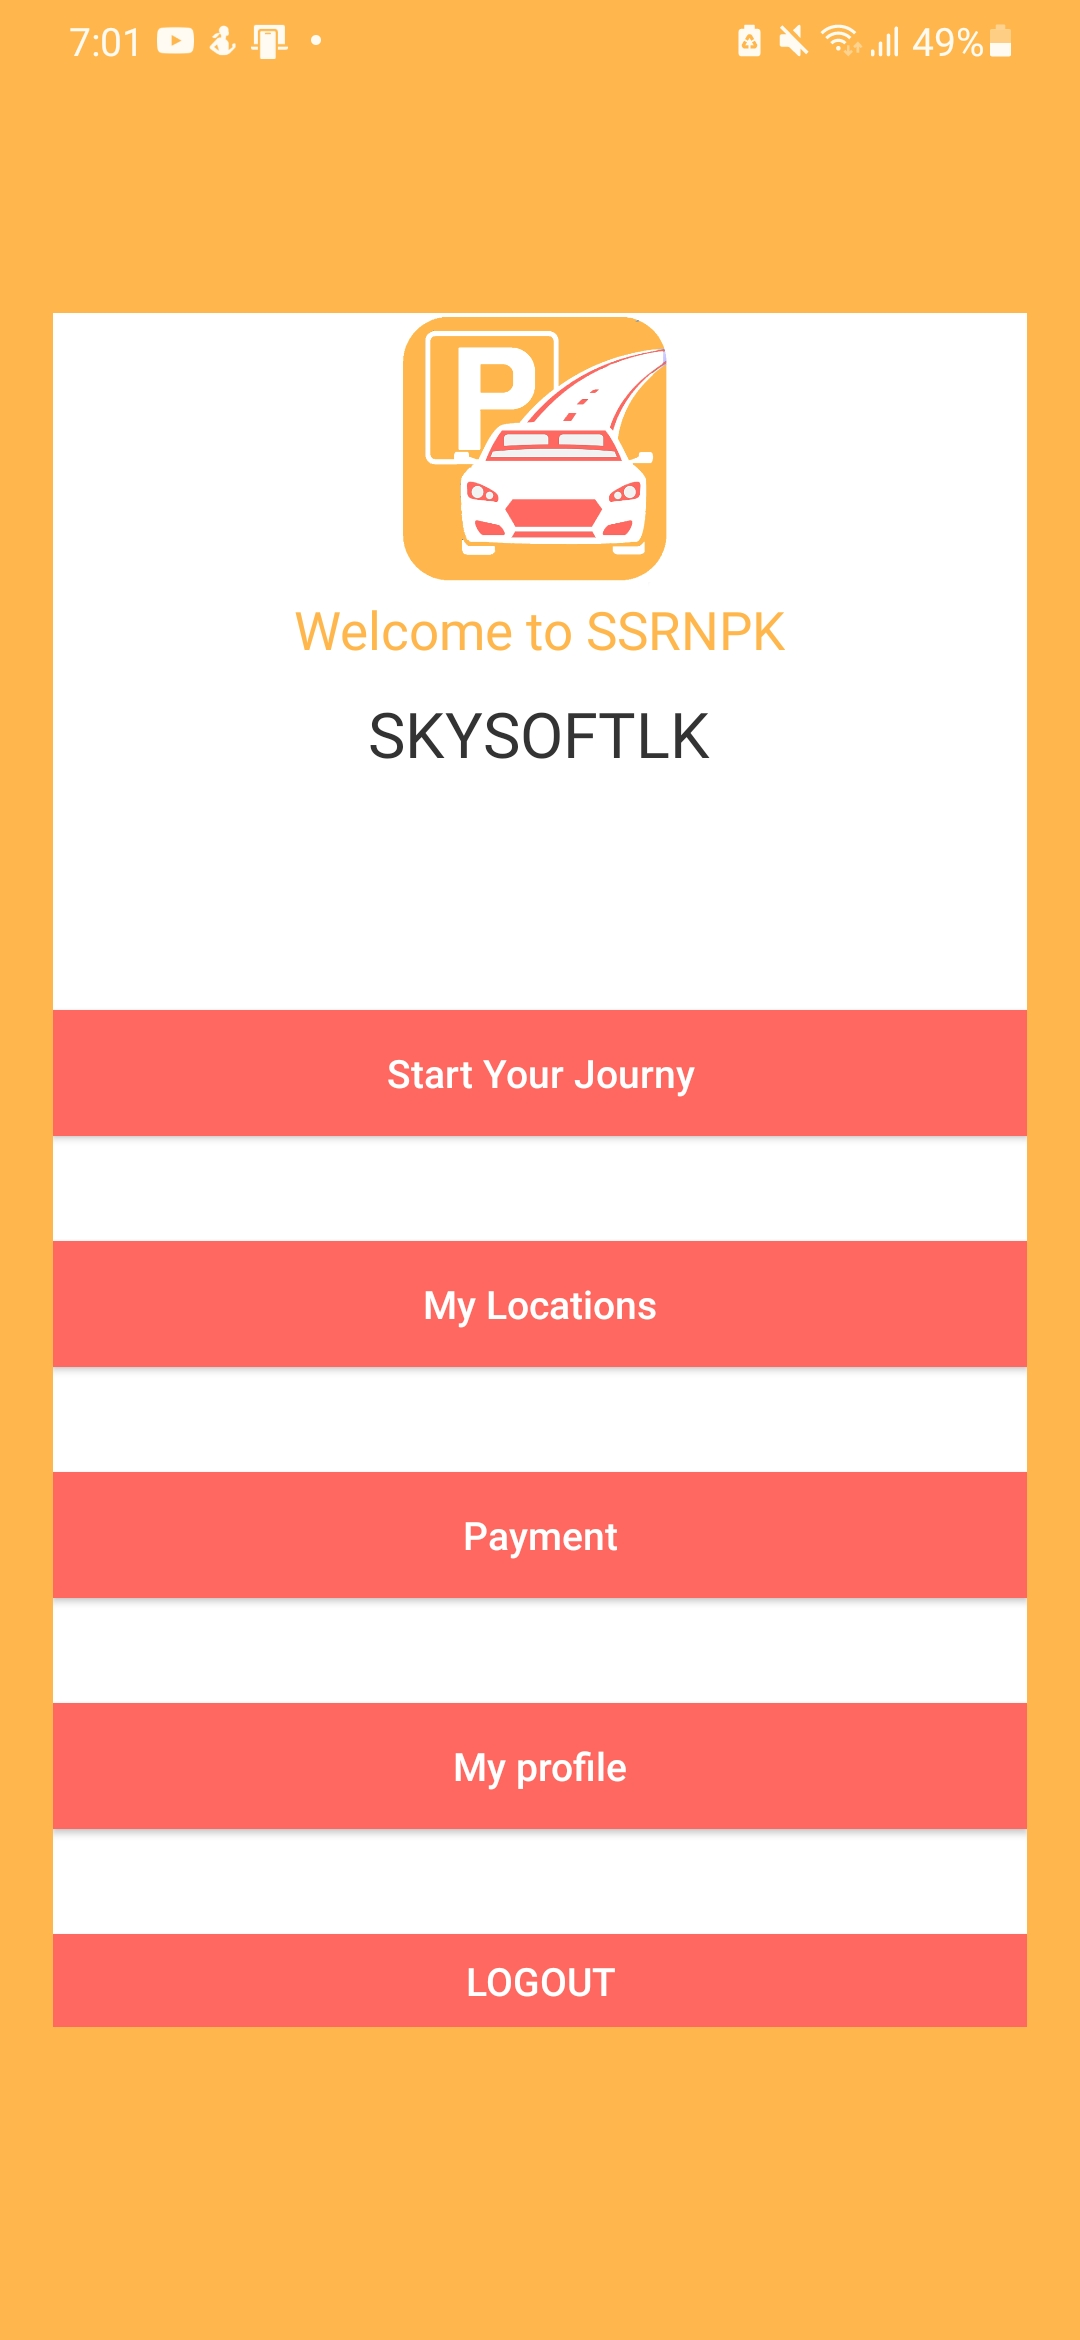 7:01 49%
P
Welcome to SSRNPK
SKYSOFTLK
Start Your Journy
My Locations
Payment
My profile
LOGOUT